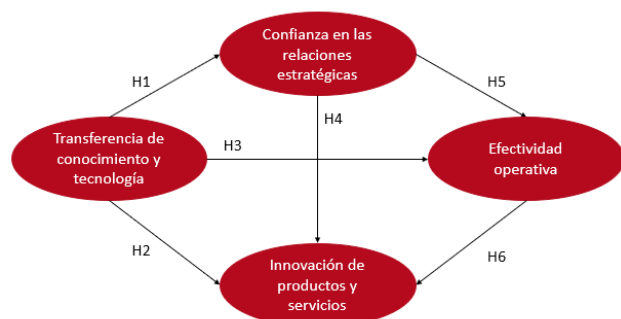 Confianza en las
relaciones
estratégicas
H1
H5
H4
Transferencia de
conocimiento y
tecnología
H3
Efectividad
operativa
H2
H6
Innovación de
productos y
servicios